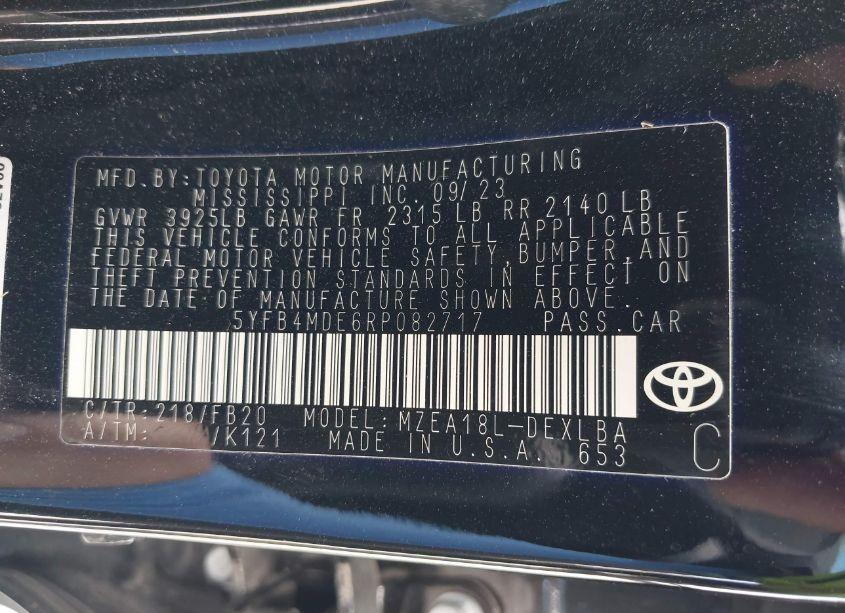 MFD.BY:TOYOTA MOTOR MANUFACTURING
MISSISSIPPI INC. 09/23
GVWR 3925LB GAWR FR 2315 LB RR 2140 LB
THIS VEHICLE CONFORMS TO ALL APPLICABLE
FEDERAL MOTOR VEHICLE SAFETY,BUMPER,AND
THEFT PREVENTION STANDARDS IN EFFECT ON
THE DATE OF MANUFACTURE SHOWN ABOVE.
5YFB4MDE6RP082717 PASS.CAR
C/TR:218/FB20 MODEL:MZEA18L-DEXLBA
A/TM: /K121 MADE IN U.S.A. 653
C